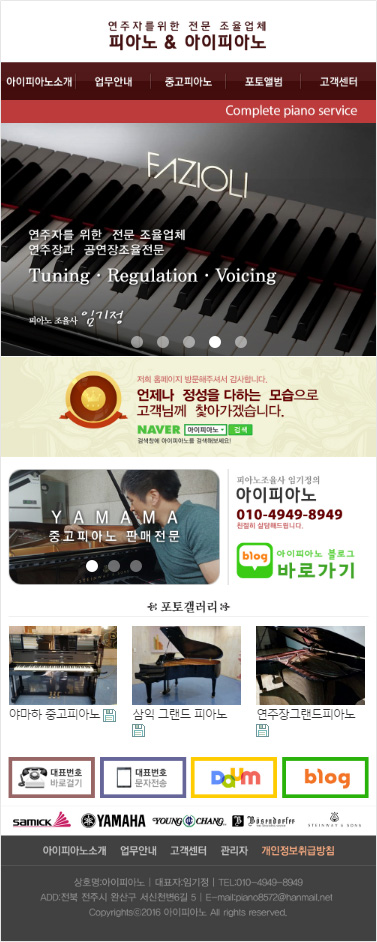 연주자를위한 전문 조율업체
피아노 & 아이피아노
아이피아노소개 업무안내 중고피아노 포토앨범 고객센터
Complete piano service
FAZIOLI
연주자를 위한 전문 조율업체
연주장과 공연장조율전문
Tuning · Regulation · Voicing
피아노 조율사 임기정
저희 홈페이지 방문해주셔서 감사합니다.
언제나 정성을 다하는 모습으로
고객님께 찾아가겠습니다.
NAVER 아이피아노 검색
검색창에 아이피아노를 검색해보세요!
YAMAMA
중고피아노 판매전문
피아노조율사 임기정의
아이피아노
010-4949-8949
친절히 상담해드립니다.
blog 아이피아노 블로그
바로가기
포토갤러리
야마하 중고피아노
삼익 그랜드 피아노
연주장그랜드피아노
대표번호
바로걸기
대표번호
문자전송
Daum
blog
SAMICK YAMAHA YOUNG CHANG Bösendorfer STEINWAY & SONS
아이피아노소개 업무안내 고객센터 관리자 개인정보취급방침
상호명:아이피아노 | 대표자:임기정 | TEL:010-4949-8949
ADD:전북 전주시 완산구 서신천변6길 5 | E-mail:piano8572@hanmail.net
Copyrightsⓒ2016 아이피아노 All rights reserved.